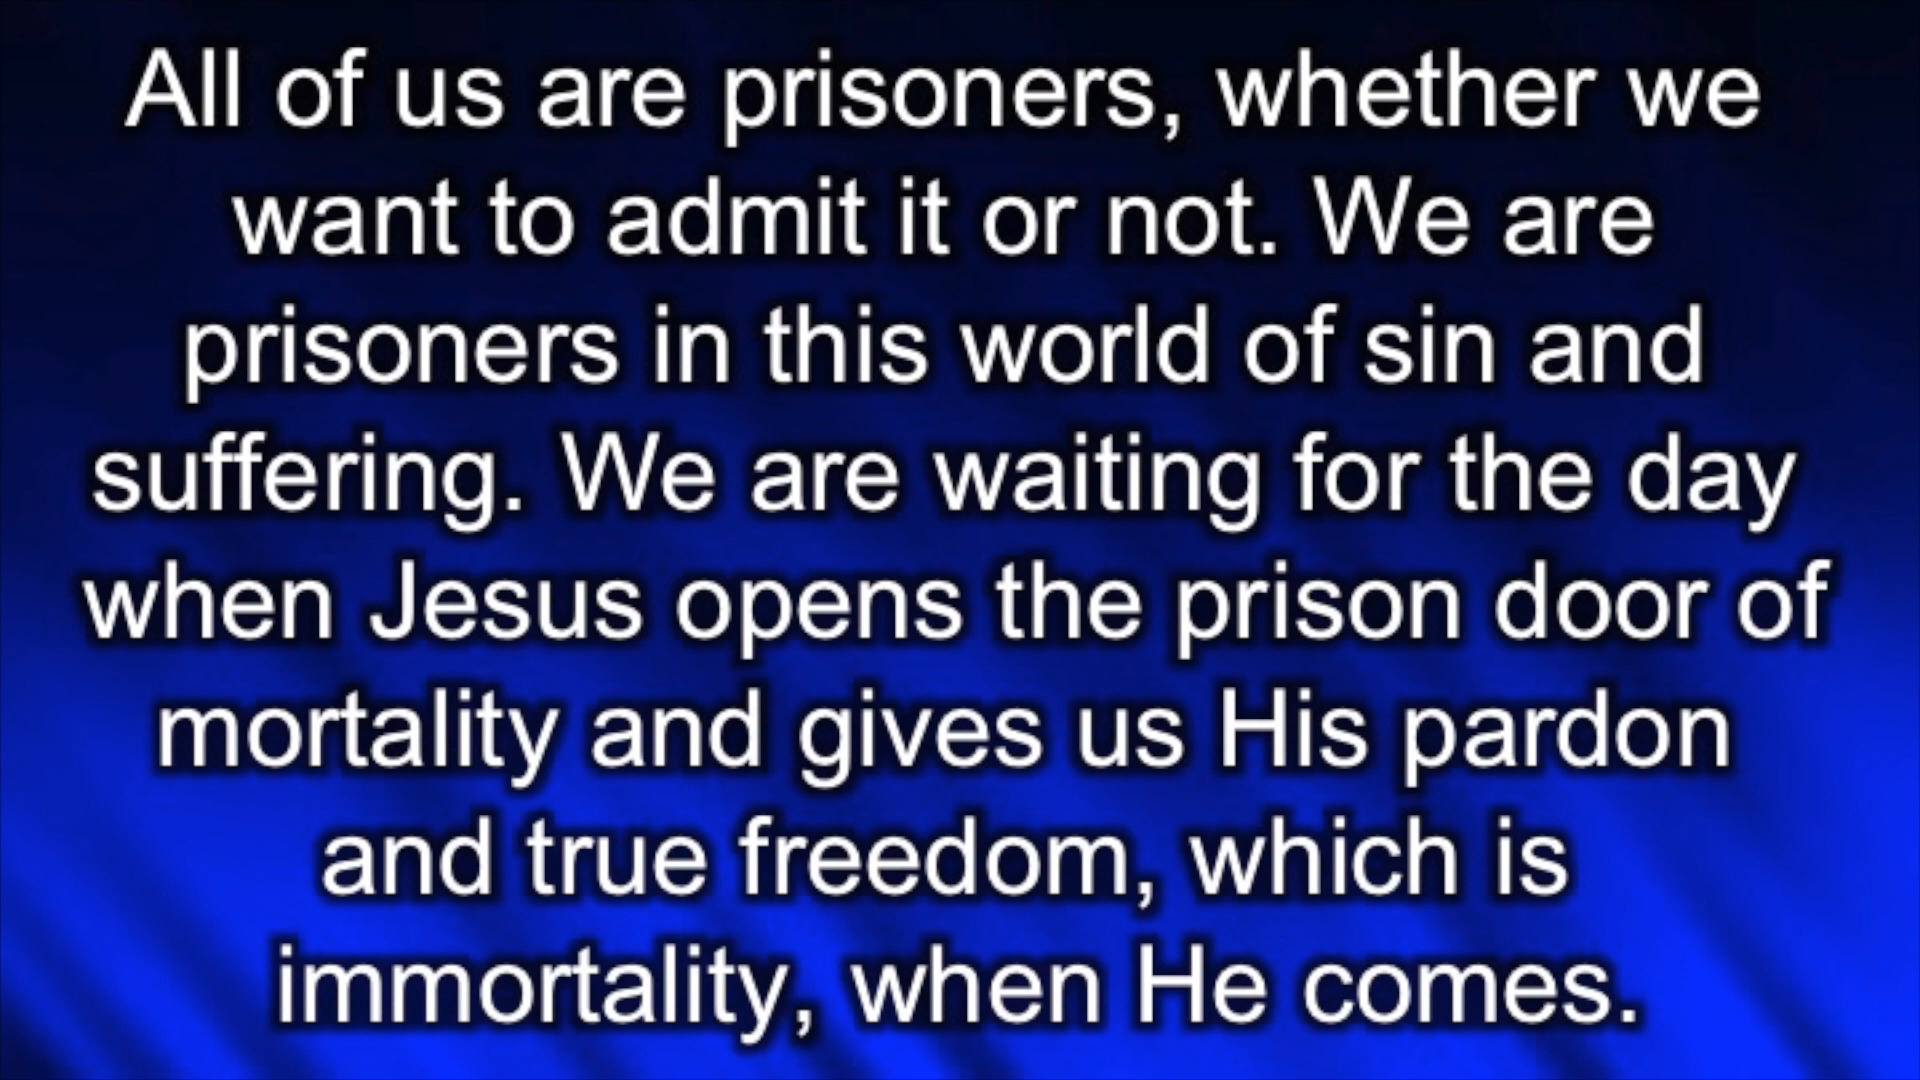 All of us are prisoners, whether we
want to admit it or not. We are
prisoners in this world of sin and
suffering. We are waiting for the day
when Jesus opens the prison door of
mortality and gives us His pardon
and true freedom, which is
immortality, when He comes.